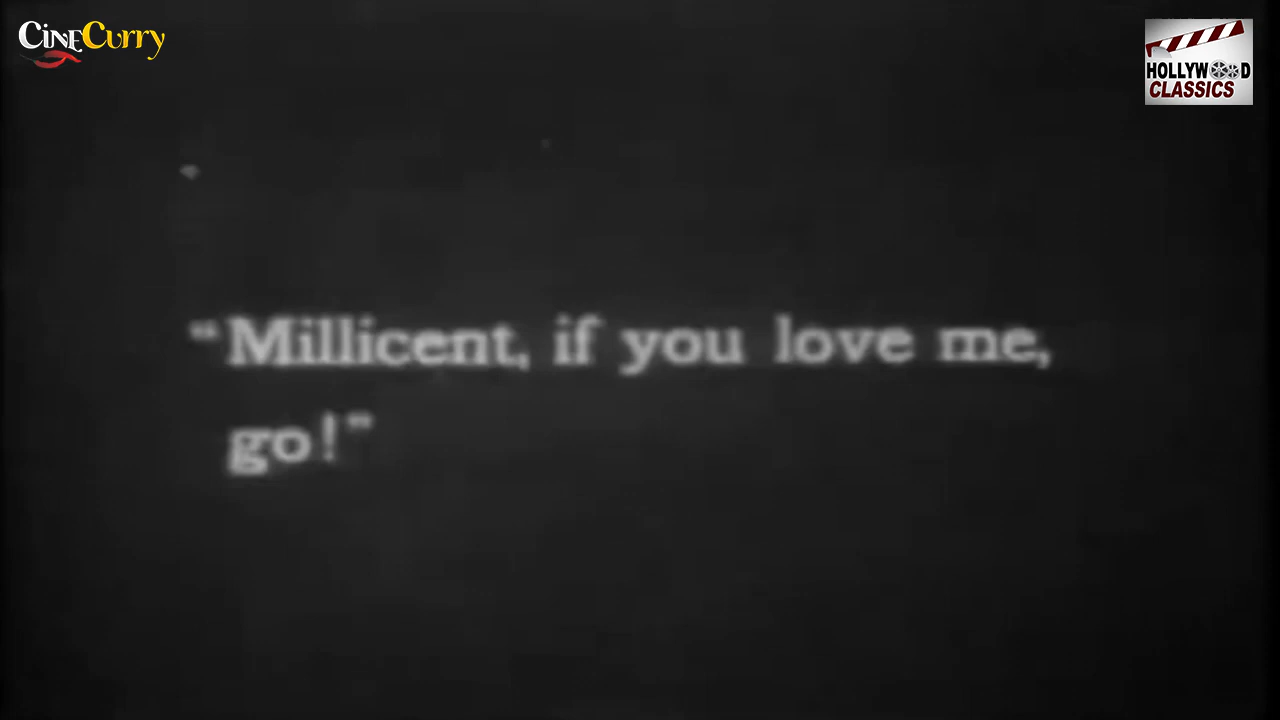 CineCurry
HOLLYWOOD
CLASSICS
“Millicent, if you love me,
go!”